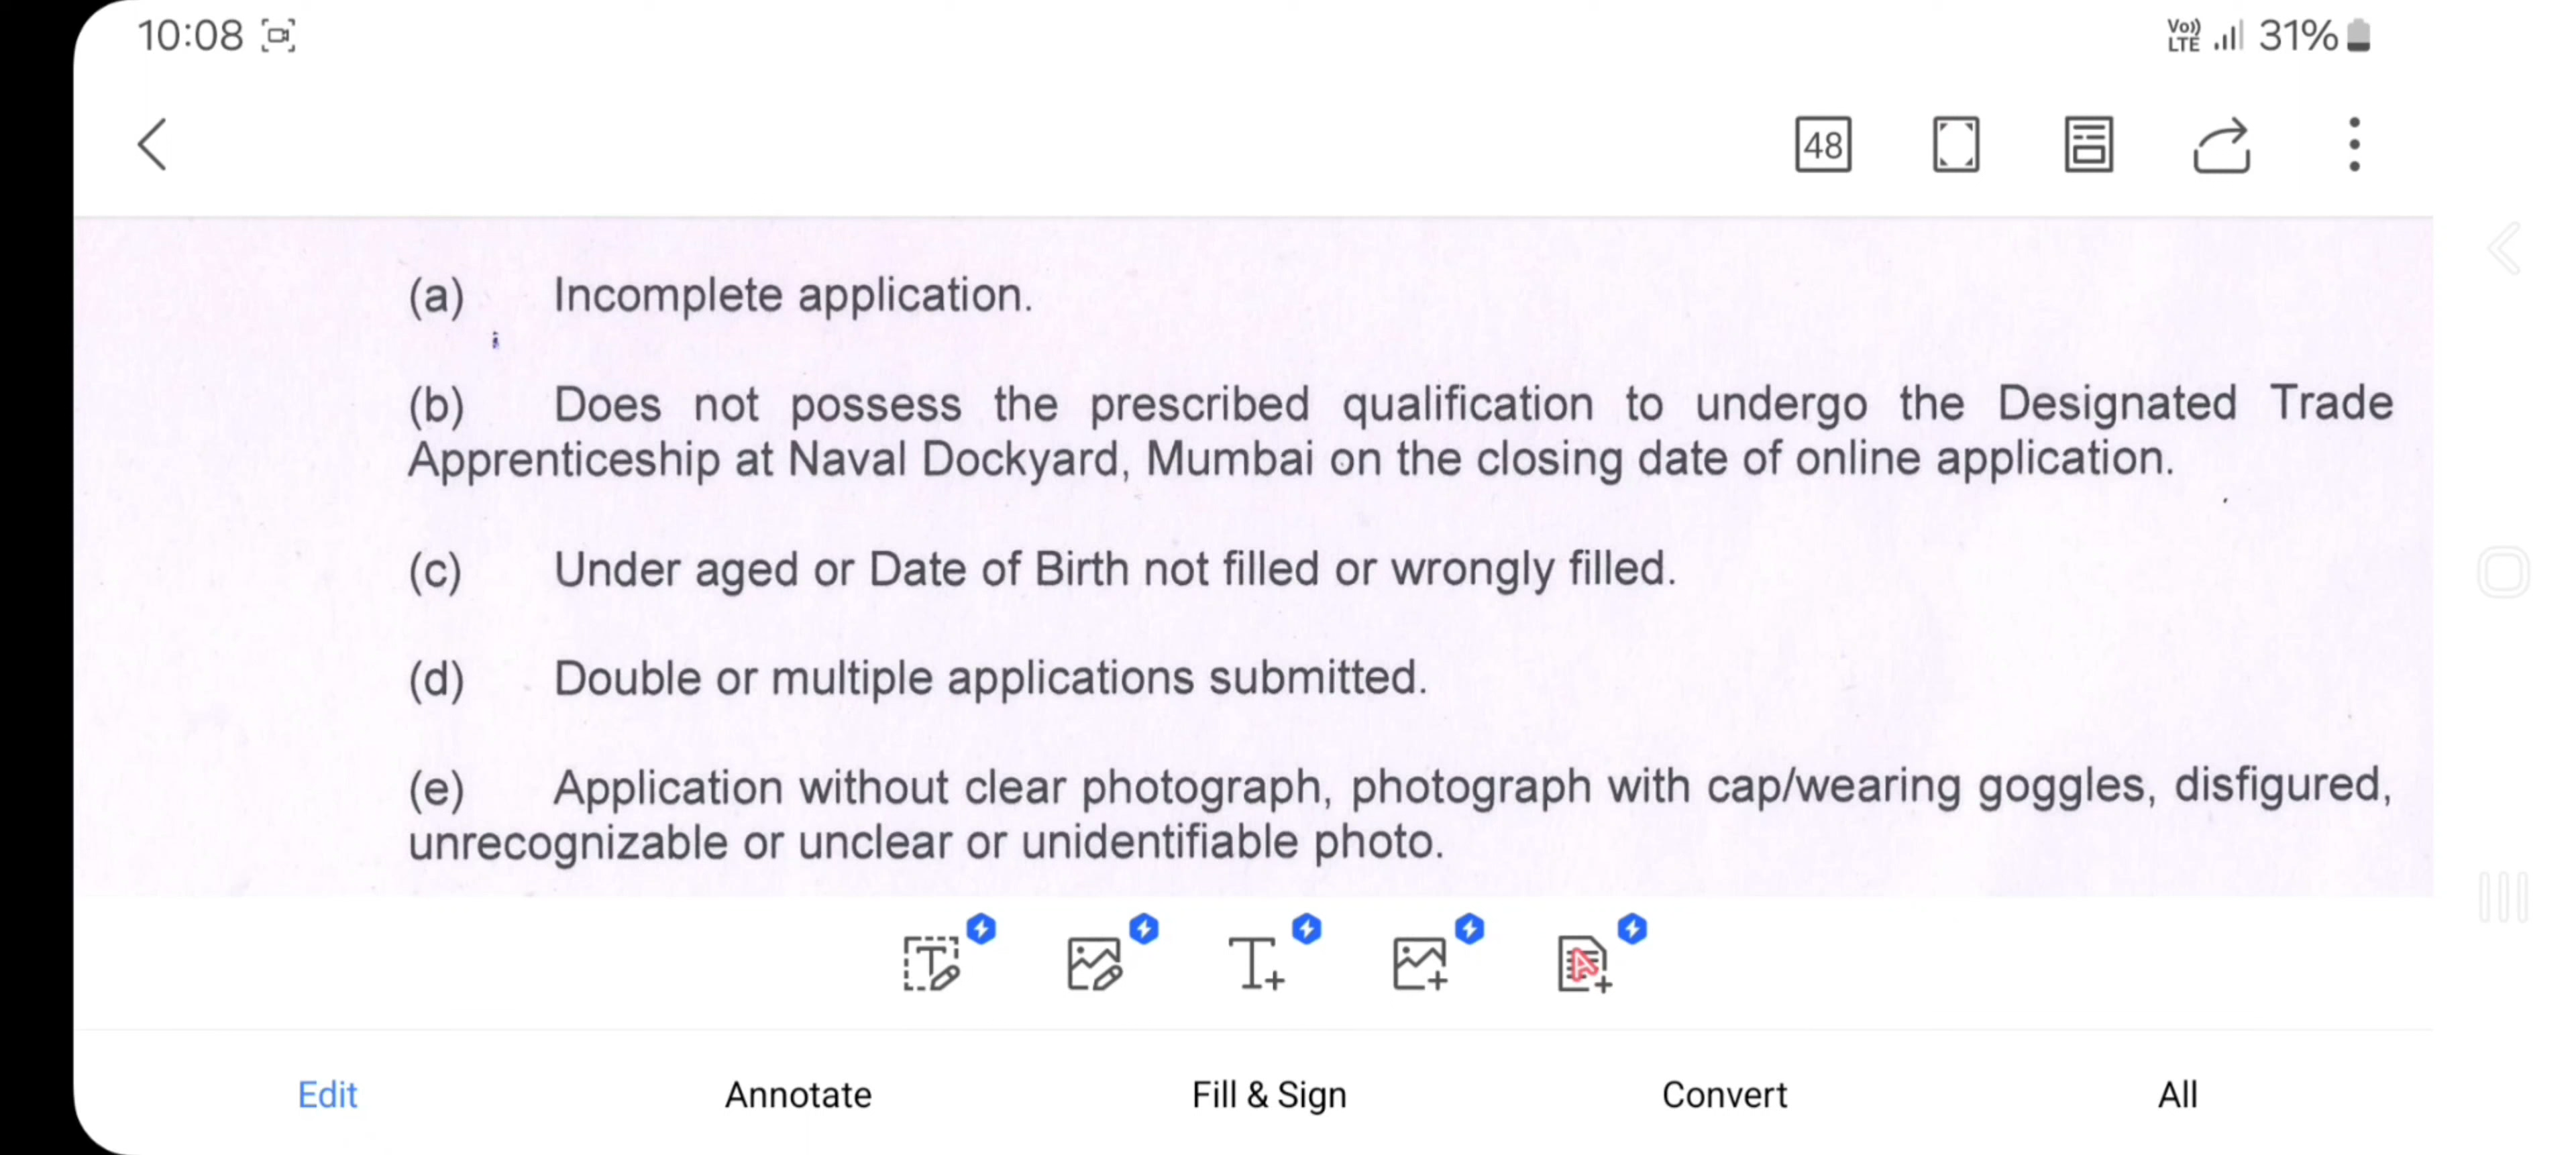 10:08
Vo)) LTE 31%
48
(a) Incomplete application.
(b) Does not possess the prescribed qualification to undergo the Designated Trade
Apprenticeship at Naval Dockyard, Mumbai on the closing date of online application.
(c) Under aged or Date of Birth not filled or wrongly filled.
(d) Double or multiple applications submitted.
(e) Application without clear photograph, photograph with cap/wearing goggles, disfigured,
unrecognizable or unclear or unidentifiable photo.
Edit Annotate Fill & Sign Convert All